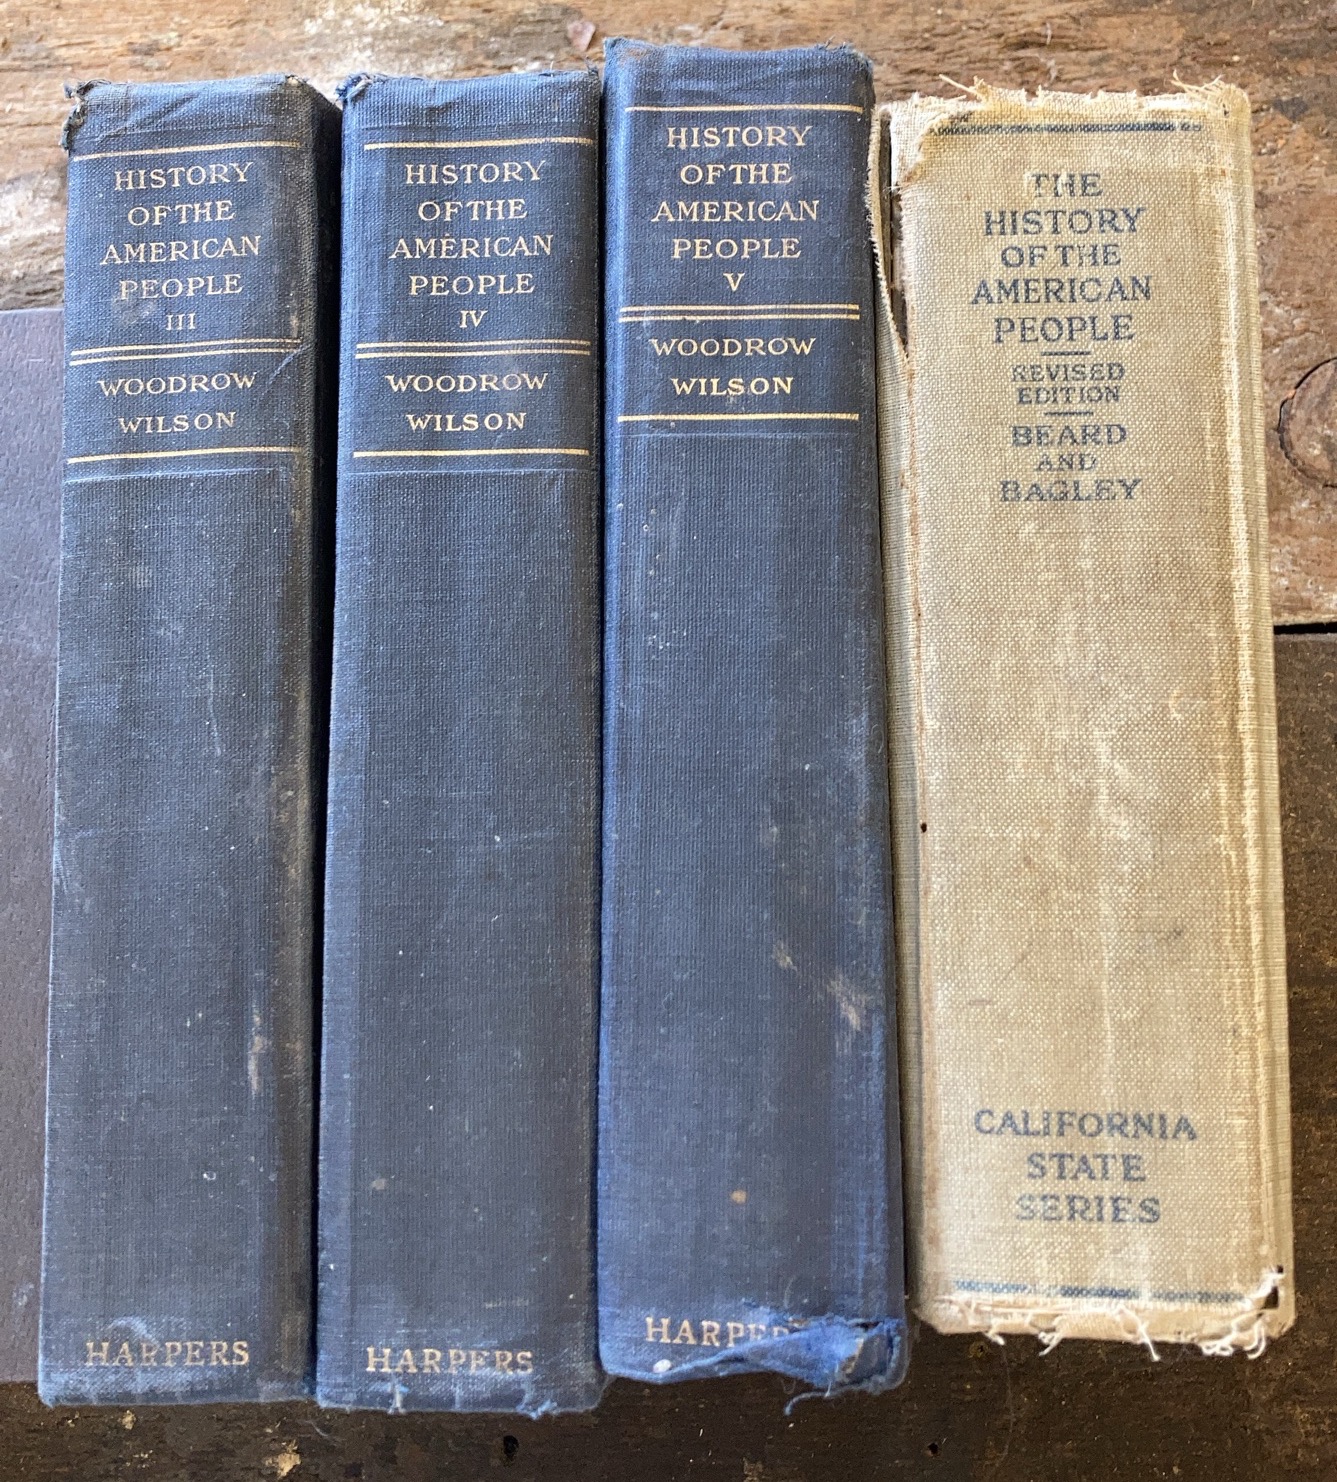 HISTORY
OF THE
AMERICAN
PEOPLE
III
WOODROW
WILSON
HARPERS
HISTORY
OF THE
AMERICAN
PEOPLE
IV
WOODROW
WILSON
HARPERS
HISTORY
OF THE
AMERICAN
PEOPLE
V
WOODROW
WILSON
HARPE
THE
HISTORY
OF THE
AMERICAN
PEOPLE
REVISED
EDITION
BEARD
AND
BAGLEY
CALIFORNIA
STATE
SERIES